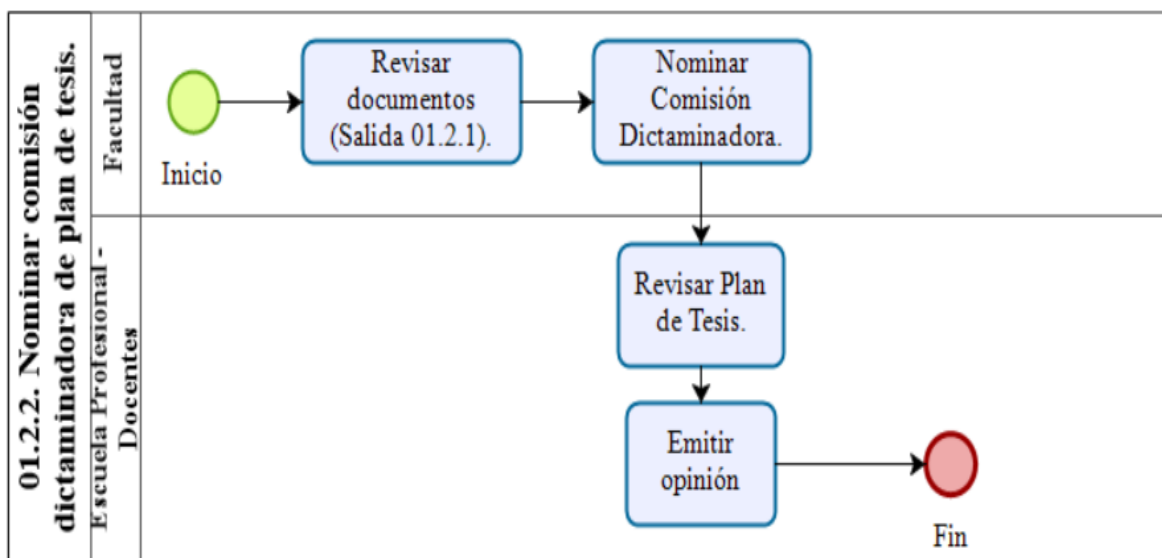 01.2.2. Nominar comisión
dictaminadora de plan de tesis.
Facultad
Inicio
Revisar
documentos
(Salida 01.2.1).
Nominar
Comisión
Dictaminadora.
Escuela Profesional -
Docentes
Revisar Plan
de Tesis.
Emitir
opinión
Fin